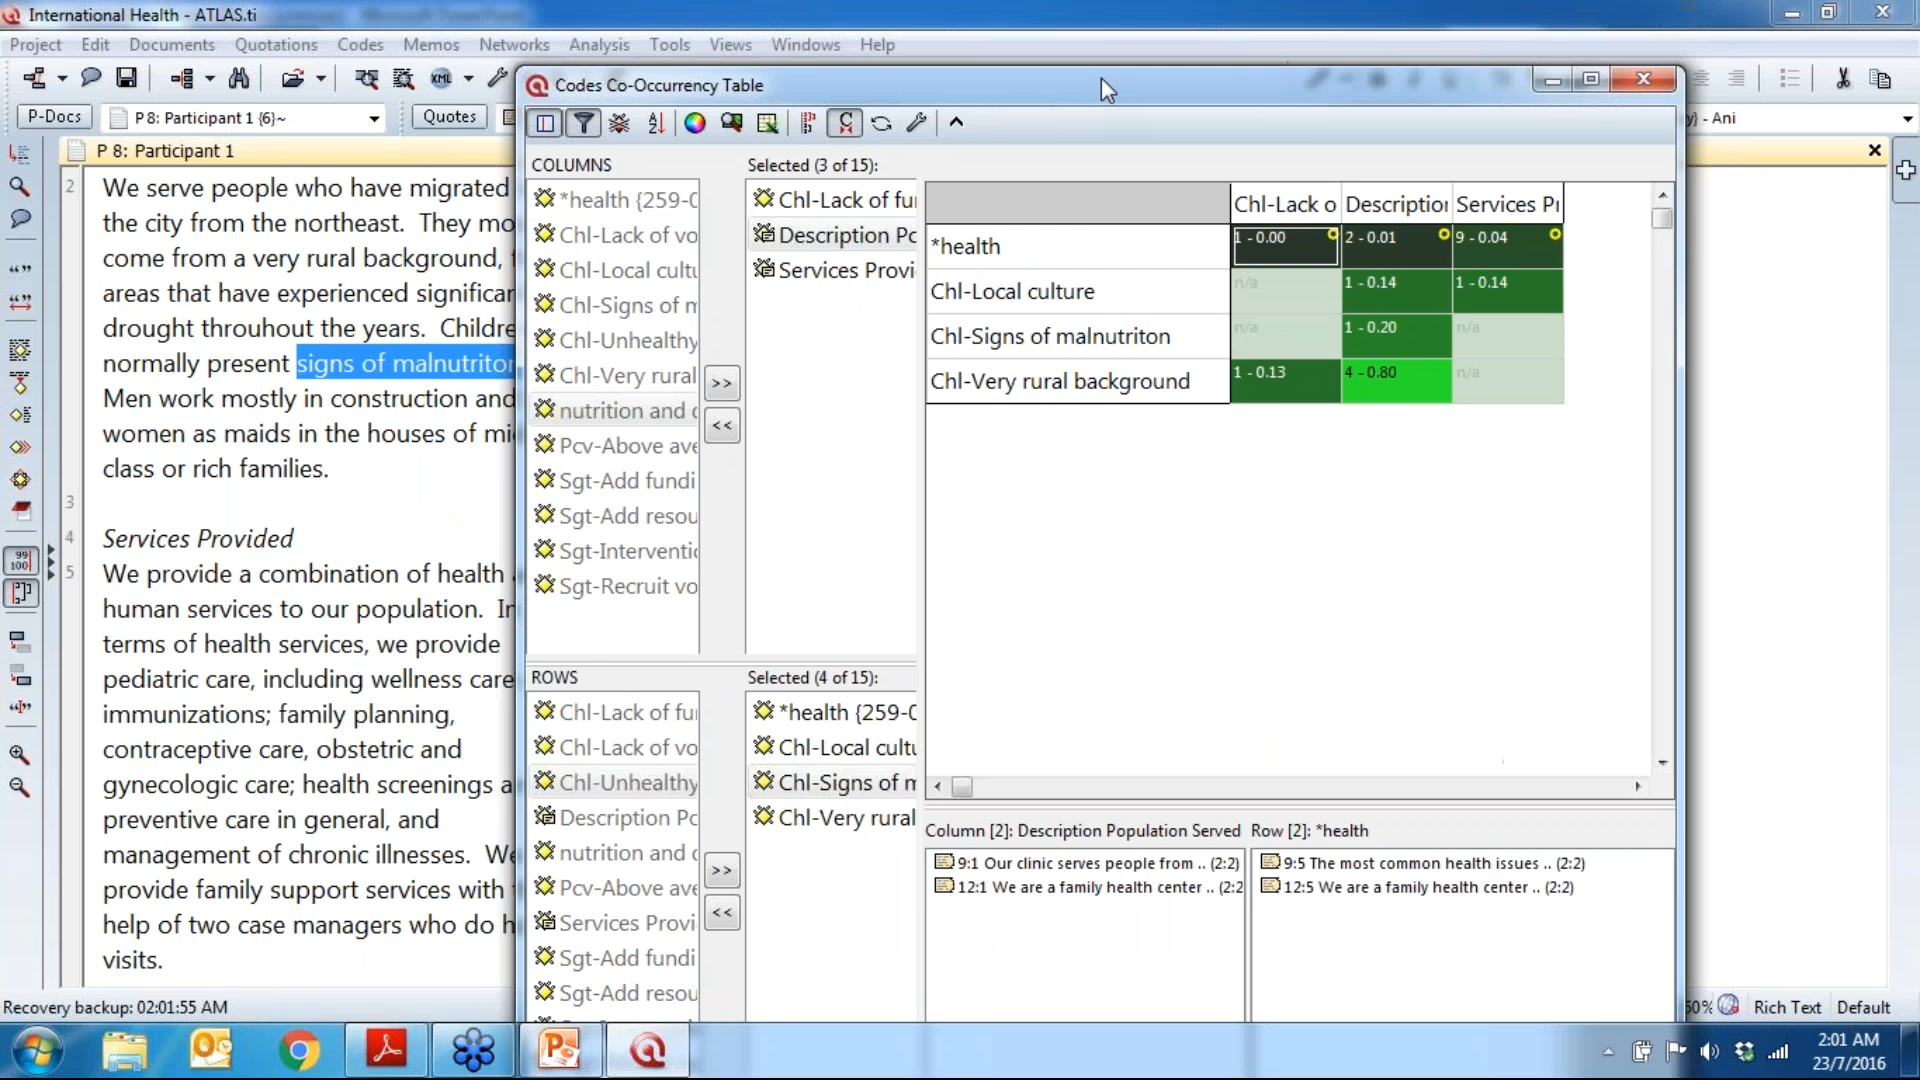 International Health - ATLAS.ti
Project Edit Documents Quotations Codes Memos Networks Analysis Tools Views Windows Help
P-Docs
P 8: Participant 1 {6}~
Quotes
y} - Ani
P 8: Participant 1
2
We serve people who have migrated
the city from the northeast. They mo
come from a very rural background, f
areas that have experienced significar
drought throuhout the years. Childre
normally present signs of malnutritor
Men work mostly in construction and
women as maids in the houses of mi
class or rich families.
3
4
Services Provided
5
We provide a combination of health
human services to our population. In
terms of health services, we provide
pediatric care, including wellness care
immunizations; family planning,
contraceptive care, obstetric and
gynecologic care; health screenings a
preventive care in general, and
management of chronic illnesses. We
provide family support services with
help of two case managers who do h
visits.
Codes Co-Occurrency Table
COLUMNS
*health {259-0
Chl-Lack of vo
Chl-Local cultu
Chl-Signs of m
Chl-Unhealthy
Chl-Very rural
nutrition and
Pcv-Above ave
Sgt-Add fundi
Sgt-Add resou
Sgt-Interventic
Sgt-Recruit vo
>>
<<
Selected (3 of 15):
Chl-Lack of fur
Description Pc
Services Provi
ROWS
Chl-Lack of fur
Chl-Lack of vo
Chl-Unhealthy
Description Pc
nutrition and
Pcv-Above ave
Services Provi
Sgt-Add fundi
Sgt-Add resou
>>
<<
Selected (4 of 15):
*health {259-0
Chl-Local cultu
Chl-Signs of m
Chl-Very rural
Chl-Lack o Description Services Pr
*health 1 - 0.00 2 - 0.01 9 - 0.04
Chl-Local culture n/a 1 - 0.14 1 - 0.14
Chl-Signs of malnutriton n/a 1 - 0.20 n/a
Chl-Very rural background 1 - 0.13 4 - 0.80 n/a
Column [2]: Description Population Served
9:1 Our clinic serves people from .. (2:2)
12:1 We are a family health center .. (2:2
Row [2]: *health
9:5 The most common health issues .. (2:2)
12:5 We are a family health center .. (2:2)
Recovery backup: 02:01:55 AM
Rich Text Default
2:01 AM
23/7/2016